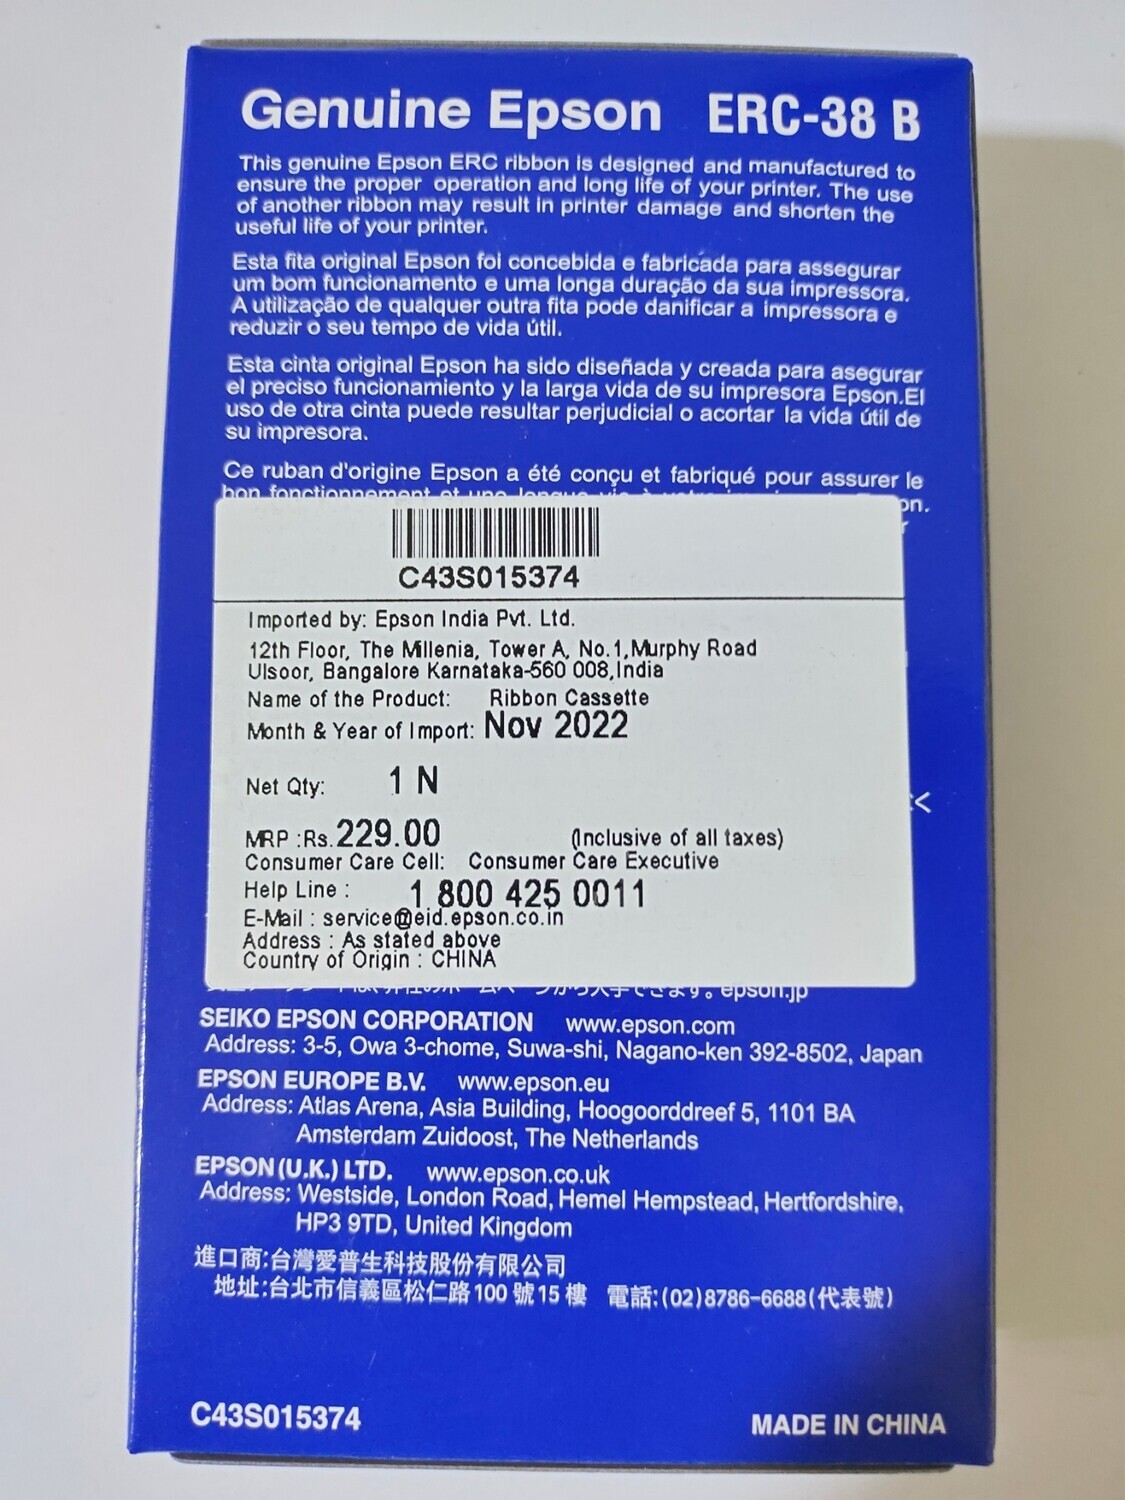 Genuine Epson ERC-38 B
This genuine Epson ERC ribbon is designed and manufactured to
ensure the proper operation and long life of your printer. The use
of another ribbon may result in printer damage and shorten the
useful life of your printer.
Esta fita original Epson foi concebida e fabricada para assegurar
um bom funcionamento e uma longa duração da sua impressora.
A utilização de qualquer outra fita pode danificar a impressora e
reduzir o seu tempo de vida útil.
Esta cinta original Epson ha sido diseñada y creada para asegurar
el preciso funcionamiento y la larga vida de su impresora Epson.El
uso de otra cinta puede resultar perjudicial o acortar la vida útil de
su impresora.
Ce ruban d'origine Epson a été conçu et fabriqué pour assurer le
bon fonctionnement et une longue vie à
C43S015374
Imported by: Epson India Pvt. Ltd.
12th Floor, The Millenia, Tower A, No.1,Murphy Road
Ulsoor, Bangalore Karnataka-560 008,India
Name of the Product: Ribbon Cassette
Month & Year of Import: Nov 2022
Net Qty: 1 N
MRP :Rs.229.00 (Inclusive of all taxes)
Consumer Care Cell: Consumer Care Executive
Help Line : 1 800 425 0011
E-Mail : service@eid.epson.co.in
Address : As stated above
Country of Origin : CHINA
epson.jp
SEIKO EPSON CORPORATION www.epson.com
Address: 3-5, Owa 3-chome, Suwa-shi, Nagano-ken 392-8502, Japan
EPSON EUROPE B.V. www.epson.eu
Address: Atlas Arena, Asia Building, Hoogoorddreef 5, 1101 BA
Amsterdam Zuidoost, The Netherlands
EPSON (U.K.) LTD. www.epson.co.uk
Address: Westside, London Road, Hemel Hempstead, Hertfordshire,
HP3 9TD, United Kingdom
進口商:台灣愛普生科技股份有限公司
地址:台北市信義區松仁路100 號15 樓 電話:(02)8786-6688(代表號)
C43S015374 MADE IN CHINA